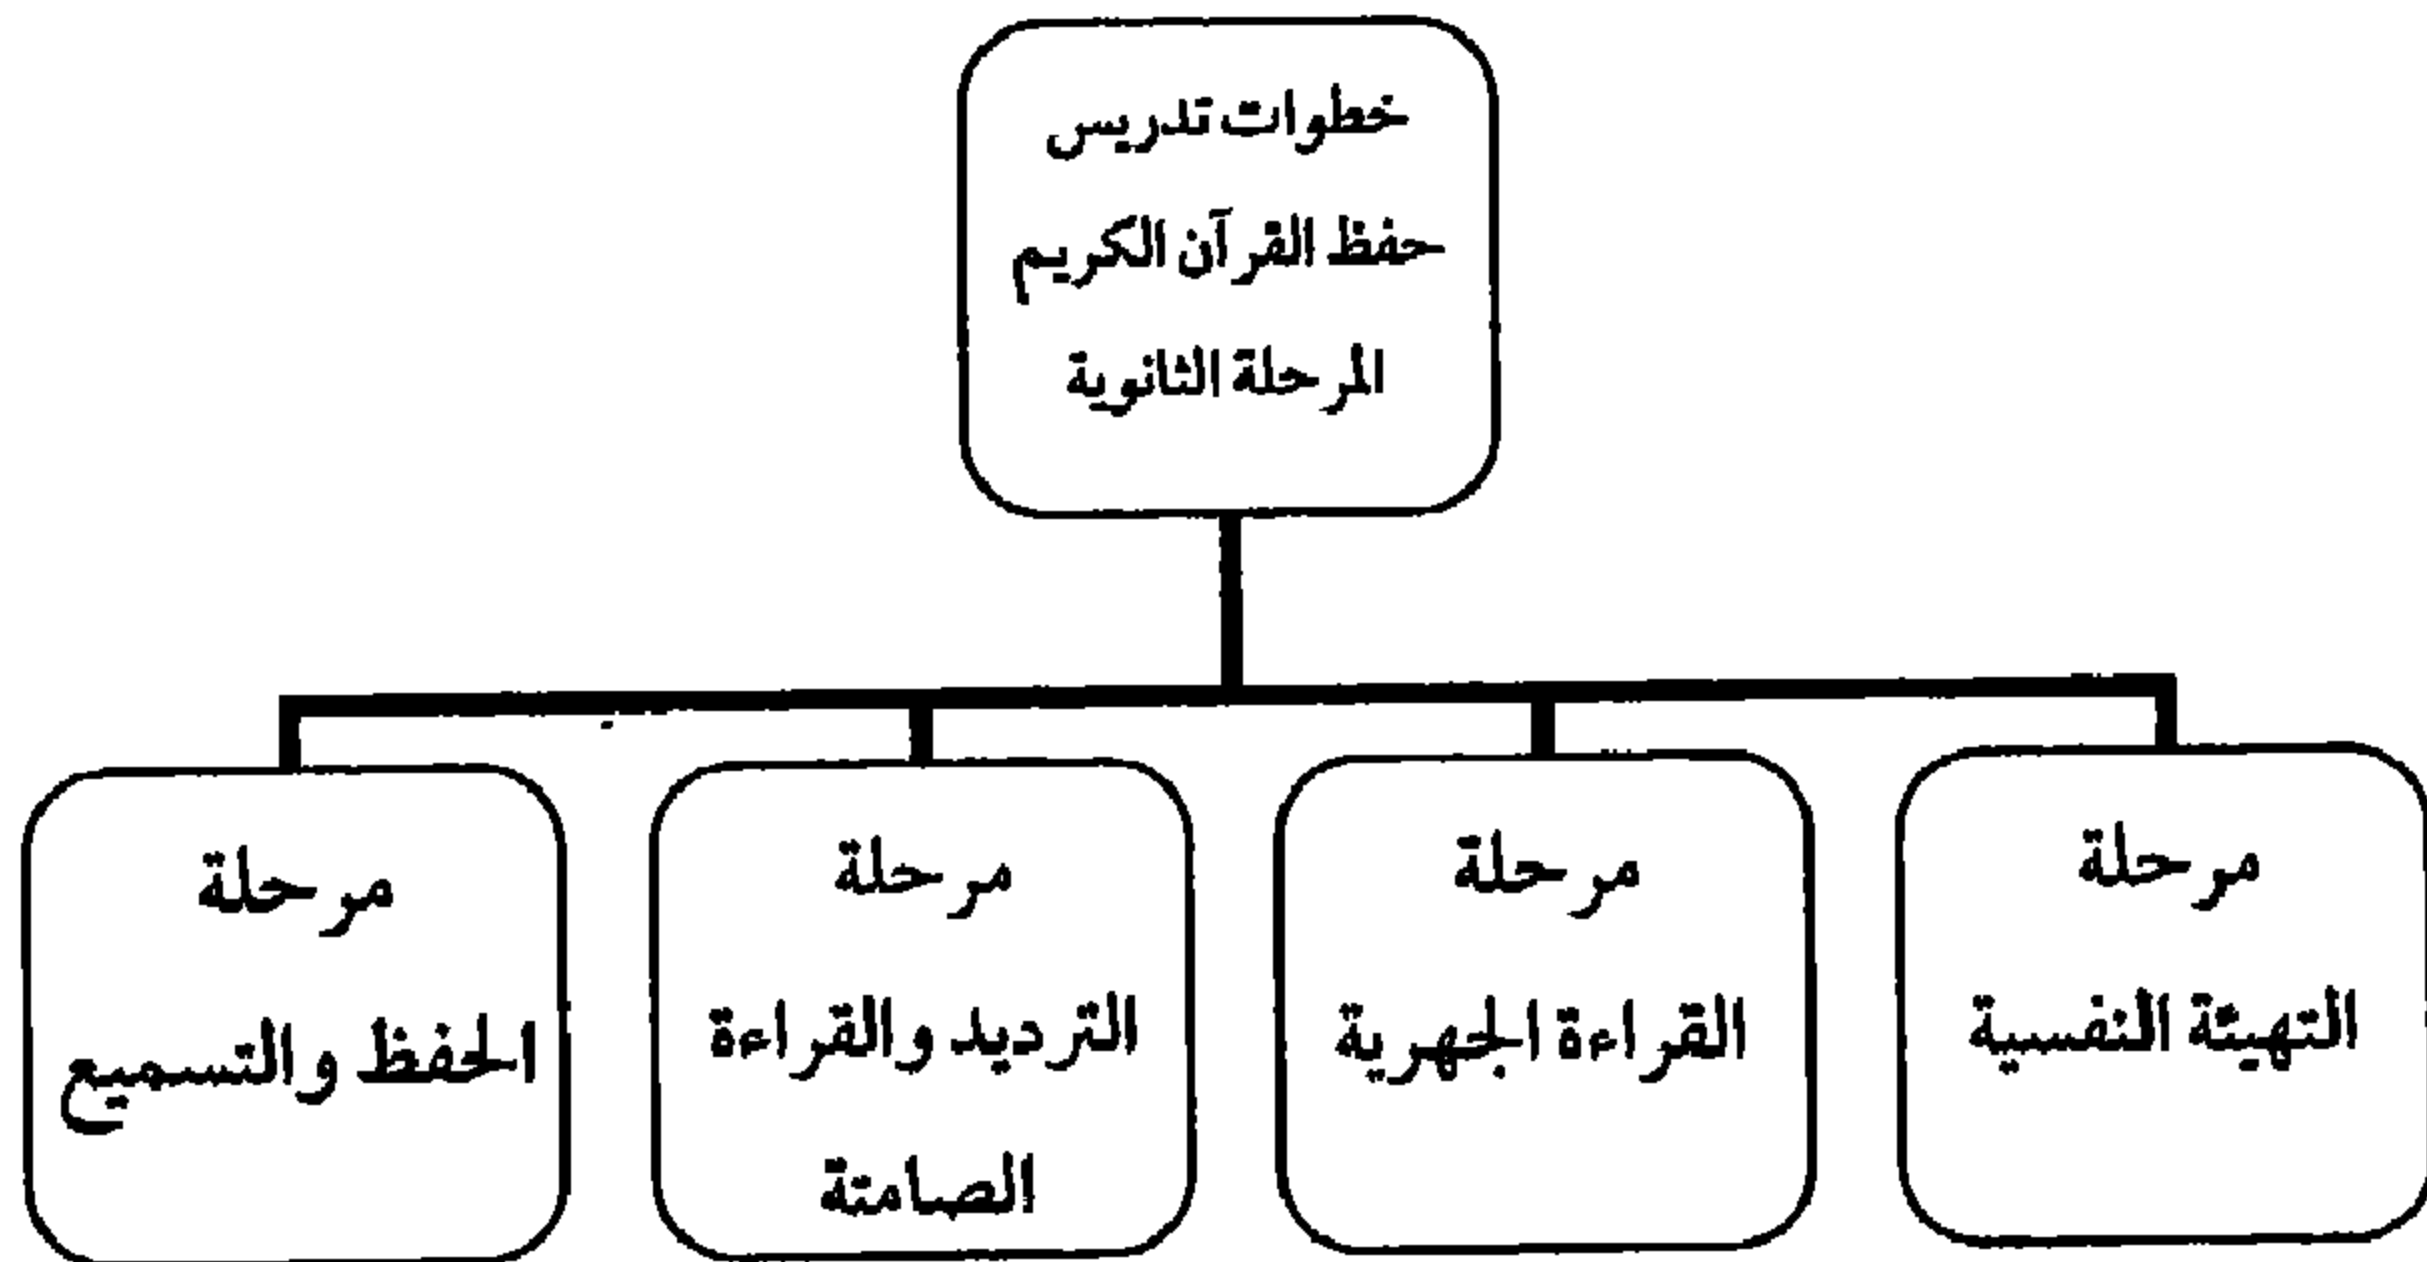 خطوات تدريس
حفظ القرآن الكريم
المرحلة الثانوية
مرحلة
التهيئة النفسية
مرحلة
القراءة الجهرية
مرحلة
الترديد والقراءة
الصامتة
مرحلة
الحفظ والتسميع